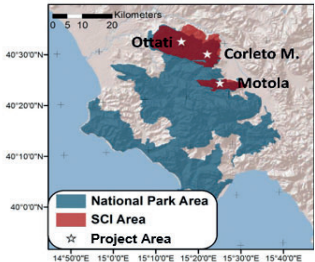 0 10 20 Kilometers
Ottati
Corleto M.
Motola
40°30'0"N
40°20'0"N
40°10'0"N
40°0'0"N
National Park Area
SCI Area
Project Area
14°50'0"E 15°0'0"E 15°10'0"E 15°20'0"E 15°30'0"E 15°40'0"E